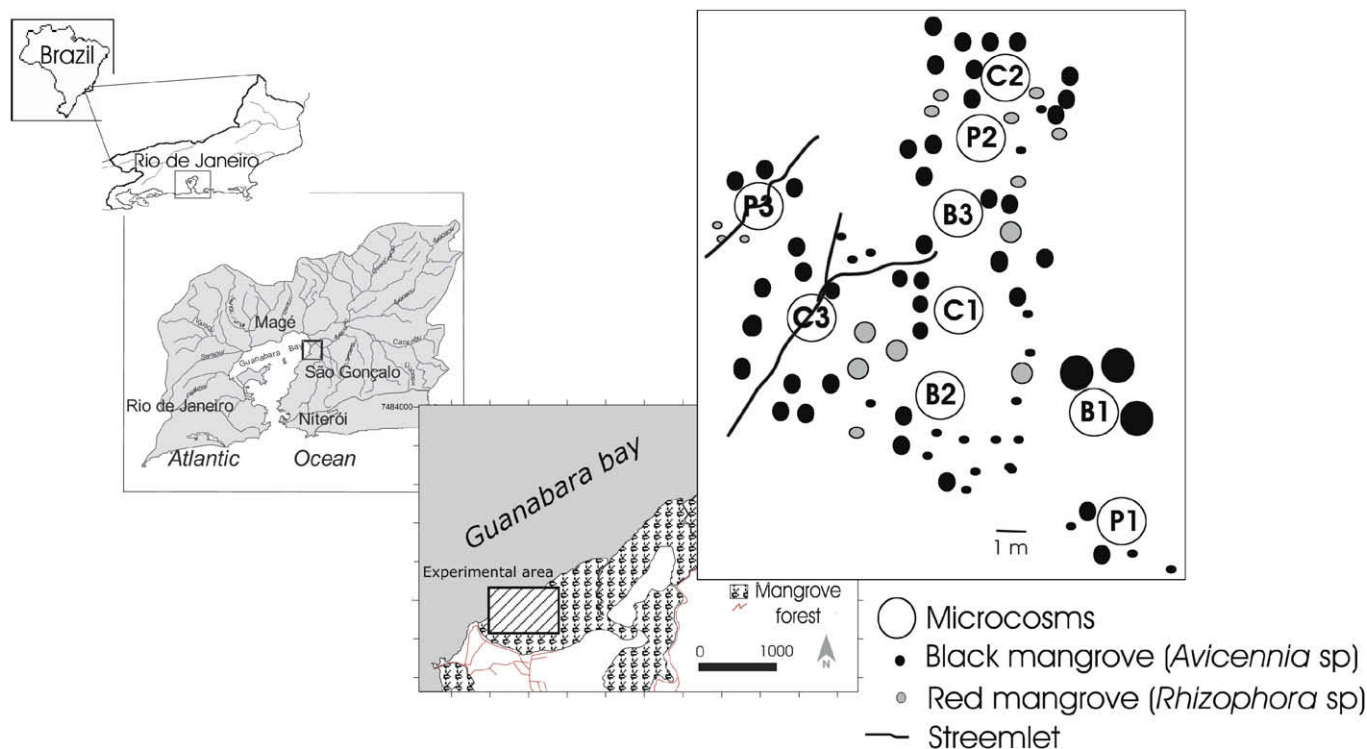 Brazil
Rio de Janeiro
Magé
Guanabara Bay
São Gonçalo
Rio de Janeiro
Niterói
7484000
Atlantic Ocean
Guanabara bay
Experimental area
Mangrove
forest
0 1000
N
C2
P2
P3
B3
C3
C1
B2
B1
P1
1 m
Microcosms
Black mangrove (Avicennia sp)
Red mangrove (Rhizophora sp)
Streemlet